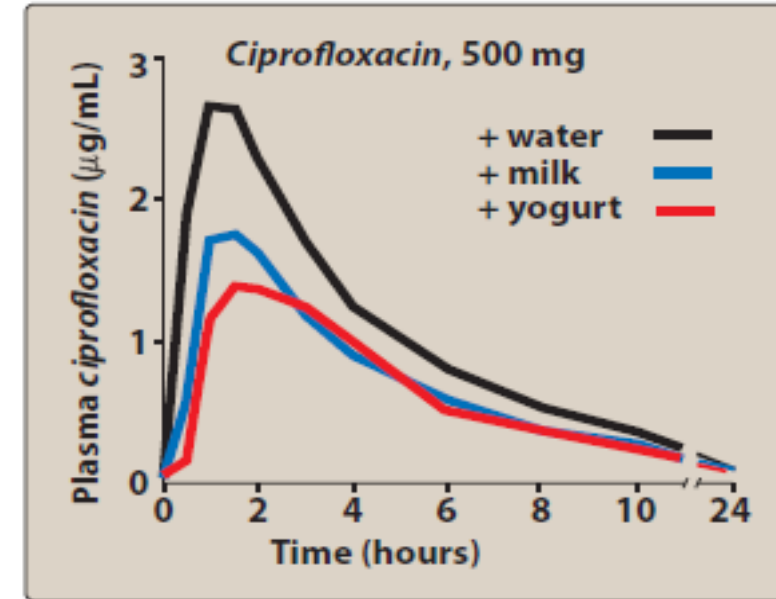 Ciprofloxacin, 500 mg
Plasma ciprofloxacin (µg/mL)
3
2
1
0
+ water
+ milk
+ yogurt
0 2 4 6 8 10 24
Time (hours)